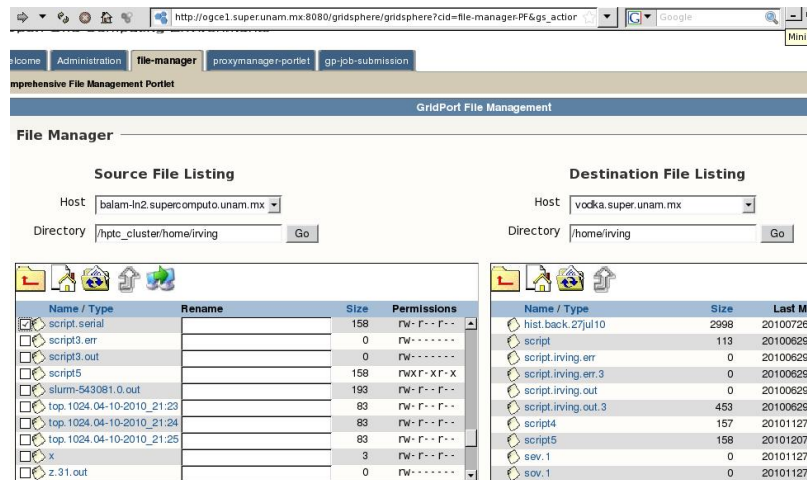 http://ogce1.super.unam.mx:8080/gridsphere/gridsphere?cid=file-manager-PF&gs_action
Google
Mini
elcome Administration file-manager proxymanager-portlet gp-job-submission
mprehensive File Management Portlet
GridPort File Management
File Manager
Source File Listing
Host balam-ln2.supercomputo.unam.mx
Directory /hptc_cluster/home/irving Go
Name / Type Rename Size Permissions
script.serial 158 rw-r--r--
script3.err 0 rw-------
script3.out 0 rw-------
script5 158 rwxr-xr-x
slurm-543081.0.out 193 rw-r--r--
top.1024.04-10-2010_21:23 83 rw-r--r--
top.1024.04-10-2010_21:24 83 rw-r--r--
top.1024.04-10-2010_21:25 83 rw-r--r--
x 3 rw-r--r--
z.31.out 0 rw-------
Destination File Listing
Host vodka.super.unam.mx
Directory /home/irving Go
Name / Type Size Last M
hist.back.27jul10 2998 20100726
script 113 20100629
script.irving.err 0 20100629
script.irving.err.3 0 20100629
script.irving.out 0 20100629
script.irving.out.3 453 20100629
script4 157 20101127
script5 158 20101207
sev.1 0 20101127
sov.1 0 20101127